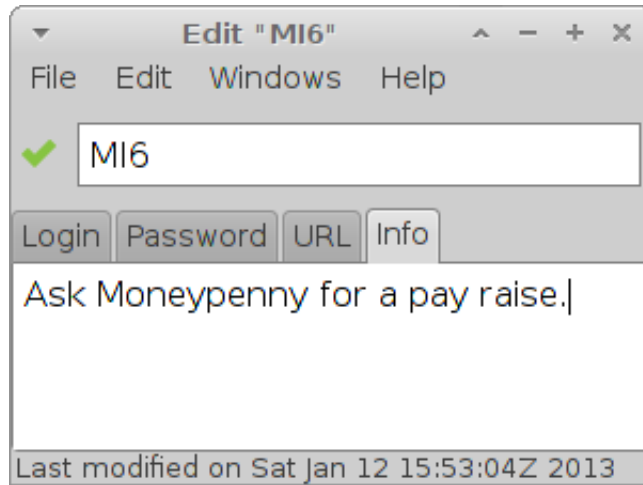 Edit "MI6"
File Edit Windows Help
MI6
Login Password URL Info
Ask Moneypenny for a pay raise.
Last modified on Sat Jan 12 15:53:04Z 2013